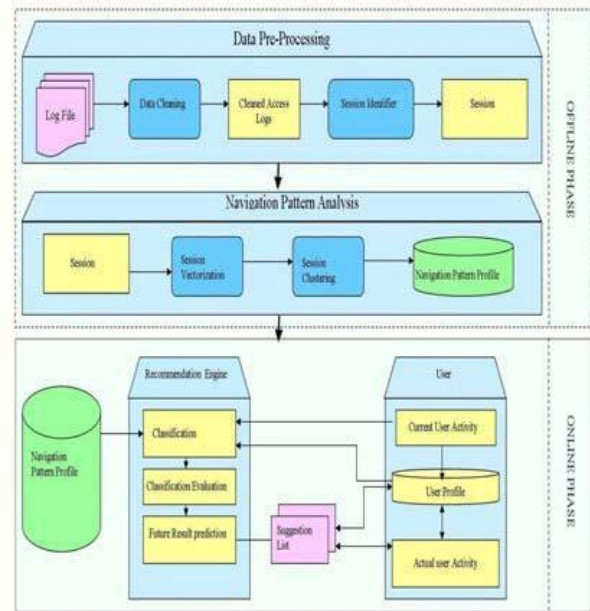 Data Pre-Processing
Log File
Data Cleaning
Cleaned Access
Logs
Session Identifier
Session
OFFLINE PHASE
Navigation Pattern Analysis
Session
Session
Vectorization
Session
Clustering
Navigation Pattern Profile
Recommendation Engine
User
Navigation
Pattern Profile
Classification
Classification Evaluation
Future Result prediction
Suggestion
List
Current User Activity
User Profile
Actual user Activity
ONLINE PHASE